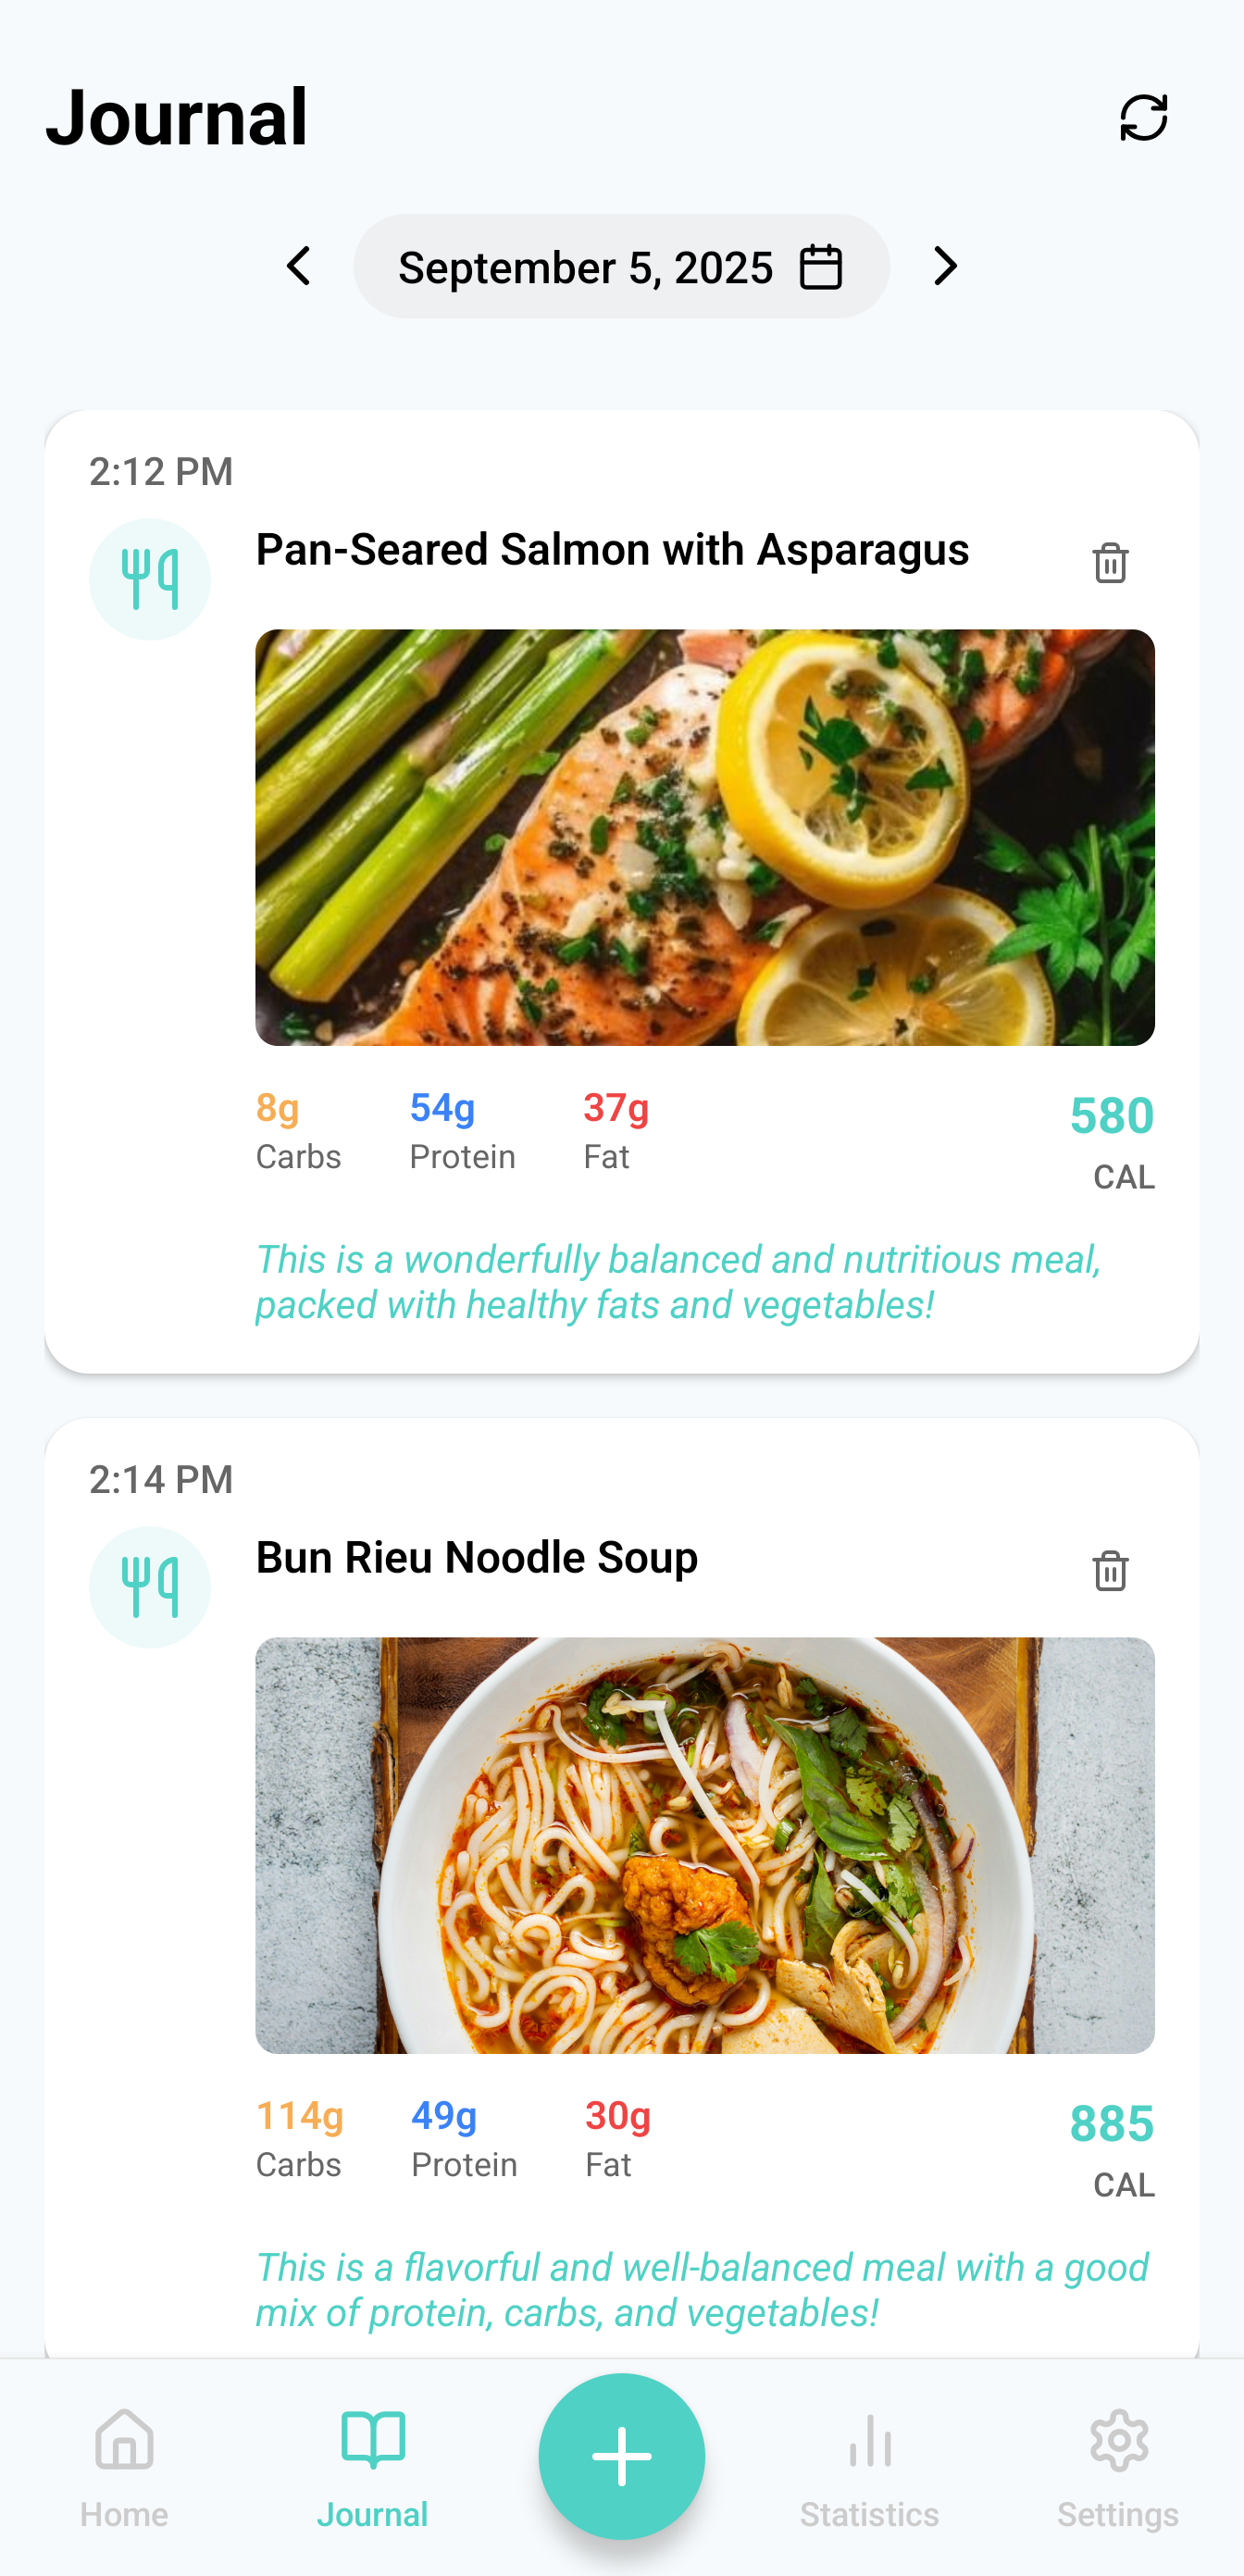 Journal
September 5, 2025
2:12 PM
Pan-Seared Salmon with Asparagus
8g 54g 37g 580
Carbs Protein Fat CAL
This is a wonderfully balanced and nutritious meal,
packed with healthy fats and vegetables!
2:14 PM
Bun Rieu Noodle Soup
114g 49g 30g 885
Carbs Protein Fat CAL
This is a flavorful and well-balanced meal with a good
mix of protein, carbs, and vegetables!
Home Journal Statistics Settings